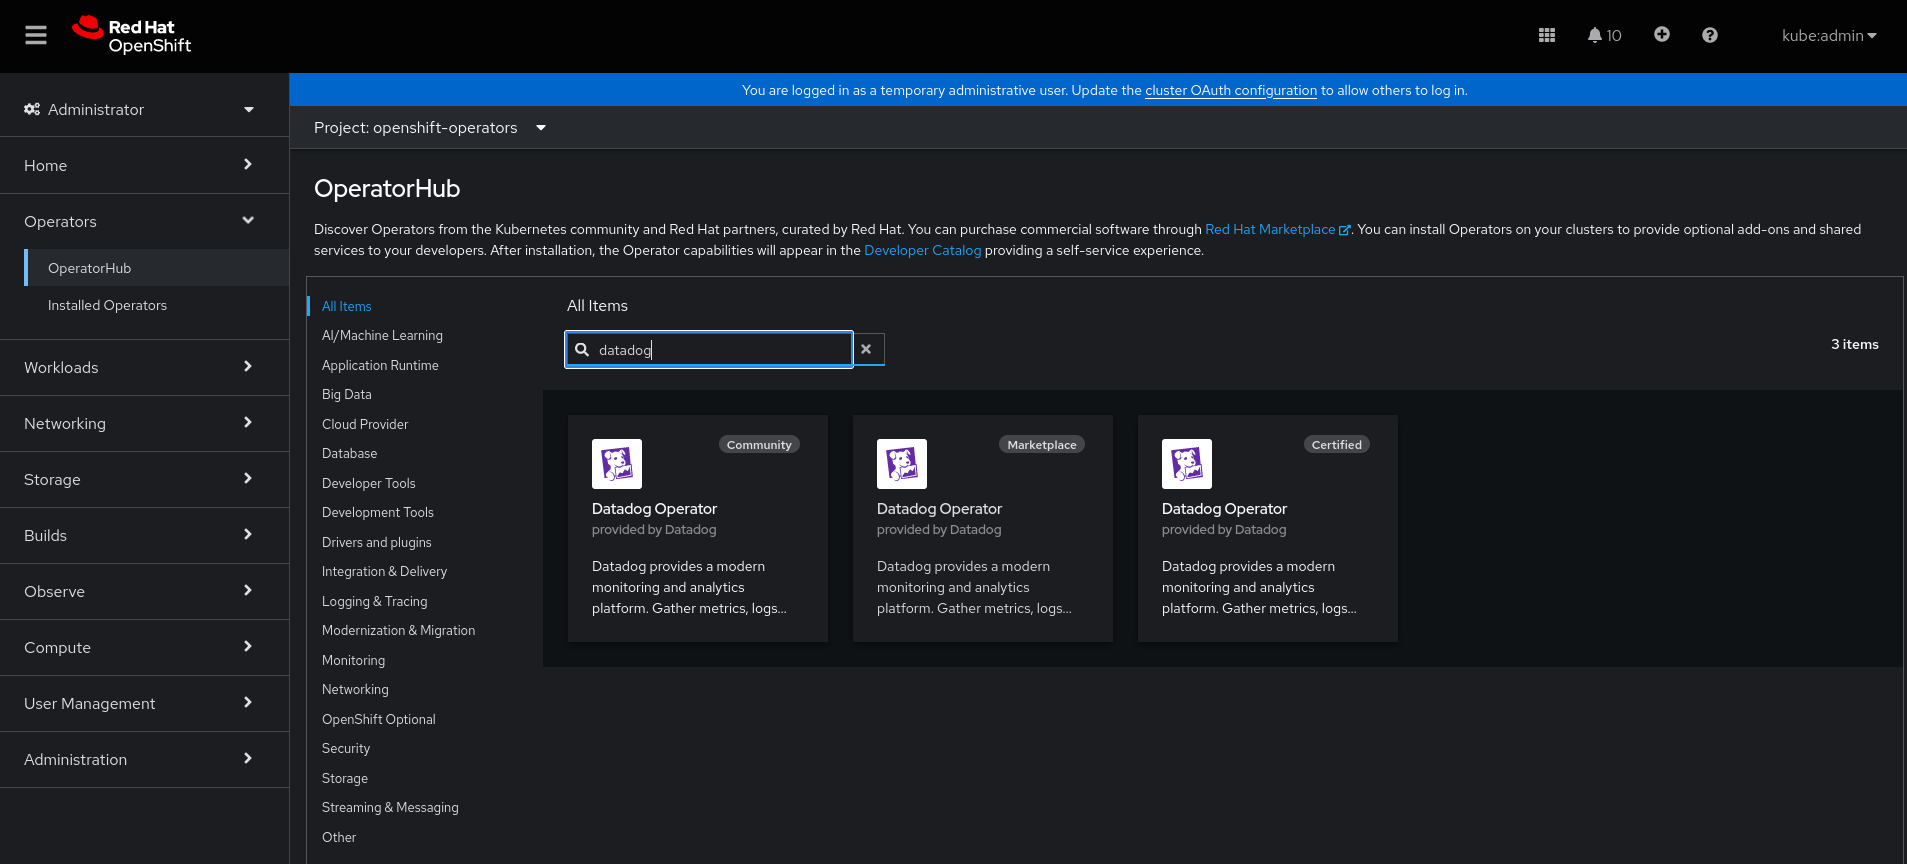 Red Hat
OpenShift
10
kube:admin
You are logged in as a temporary administrative user. Update the cluster OAuth configuration to allow others to log in.
Administrator
Home
Operators
OperatorHub
Installed Operators
Workloads
Networking
Storage
Builds
Observe
Compute
User Management
Administration
Project: openshift-operators
OperatorHub
Discover Operators from the Kubernetes community and Red Hat partners, curated by Red Hat. You can purchase commercial software through Red Hat Marketplace. You can install Operators on your clusters to provide optional add-ons and shared
services to your developers. After installation, the Operator capabilities will appear in the Developer Catalog providing a self-service experience.
All Items
AI/Machine Learning
Application Runtime
Big Data
Cloud Provider
Database
Developer Tools
Development Tools
Drivers and plugins
Integration & Delivery
Logging & Tracing
Modernization & Migration
Monitoring
Networking
OpenShift Optional
Security
Storage
Streaming & Messaging
Other
All Items
datadog
3 items
Community
Datadog Operator
provided by Datadog
Datadog provides a modern
monitoring and analytics
platform. Gather metrics, logs...
Marketplace
Datadog Operator
provided by Datadog
Datadog provides a modern
monitoring and analytics
platform. Gather metrics, logs...
Certified
Datadog Operator
provided by Datadog
Datadog provides a modern
monitoring and analytics
platform. Gather metrics, logs...